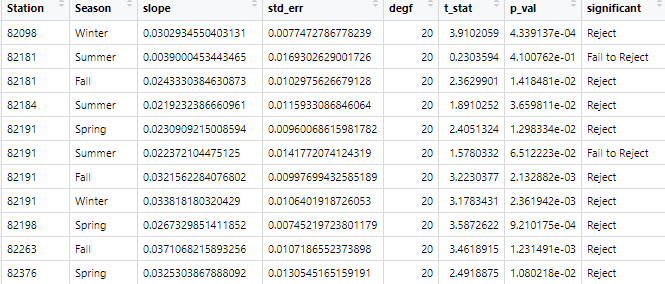 Station Season slope std_err degf t_stat p_val significant
82098 Winter 0.0302934550403131 0.0077472786778239 20 3.9102059 4.339137e-04 Reject
82181 Summer 0.0039000453443465 0.0169302629001726 20 0.2303594 4.100762e-01 Fail to Reject
82181 Fall 0.0243330384630873 0.0102975626679128 20 2.3629901 1.418481e-02 Reject
82184 Summer 0.0219232386660961 0.0115933086846064 20 1.8910252 3.659811e-02 Reject
82191 Spring 0.0230909215008594 0.00960068615981782 20 2.4051324 1.298334e-02 Reject
82191 Summer 0.022372104475125 0.0141772074124319 20 1.5780332 6.512223e-02 Fail to Reject
82191 Fall 0.0321562284076802 0.00997699432585189 20 3.2230377 2.132882e-03 Reject
82191 Winter 0.033818180320429 0.0106401918726053 20 3.1783431 2.361942e-03 Reject
82198 Spring 0.0267329851411852 0.00745219723801179 20 3.5872622 9.210175e-04 Reject
82263 Fall 0.0371068215893256 0.0107186552373898 20 3.4618915 1.231491e-03 Reject
82376 Spring 0.0325303867888092 0.0130545165159191 20 2.4918875 1.080218e-02 Reject